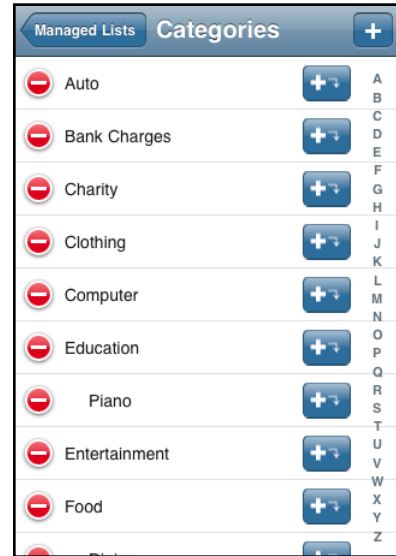 Managed Lists
Categories
+
Auto
Bank Charges
Charity
Clothing
Computer
Education
Piano
Entertainment
Food
A
B
C
D
E
F
G
H
I
J
K
L
M
N
O
P
Q
R
S
T
U
V
W
X
Y
Z